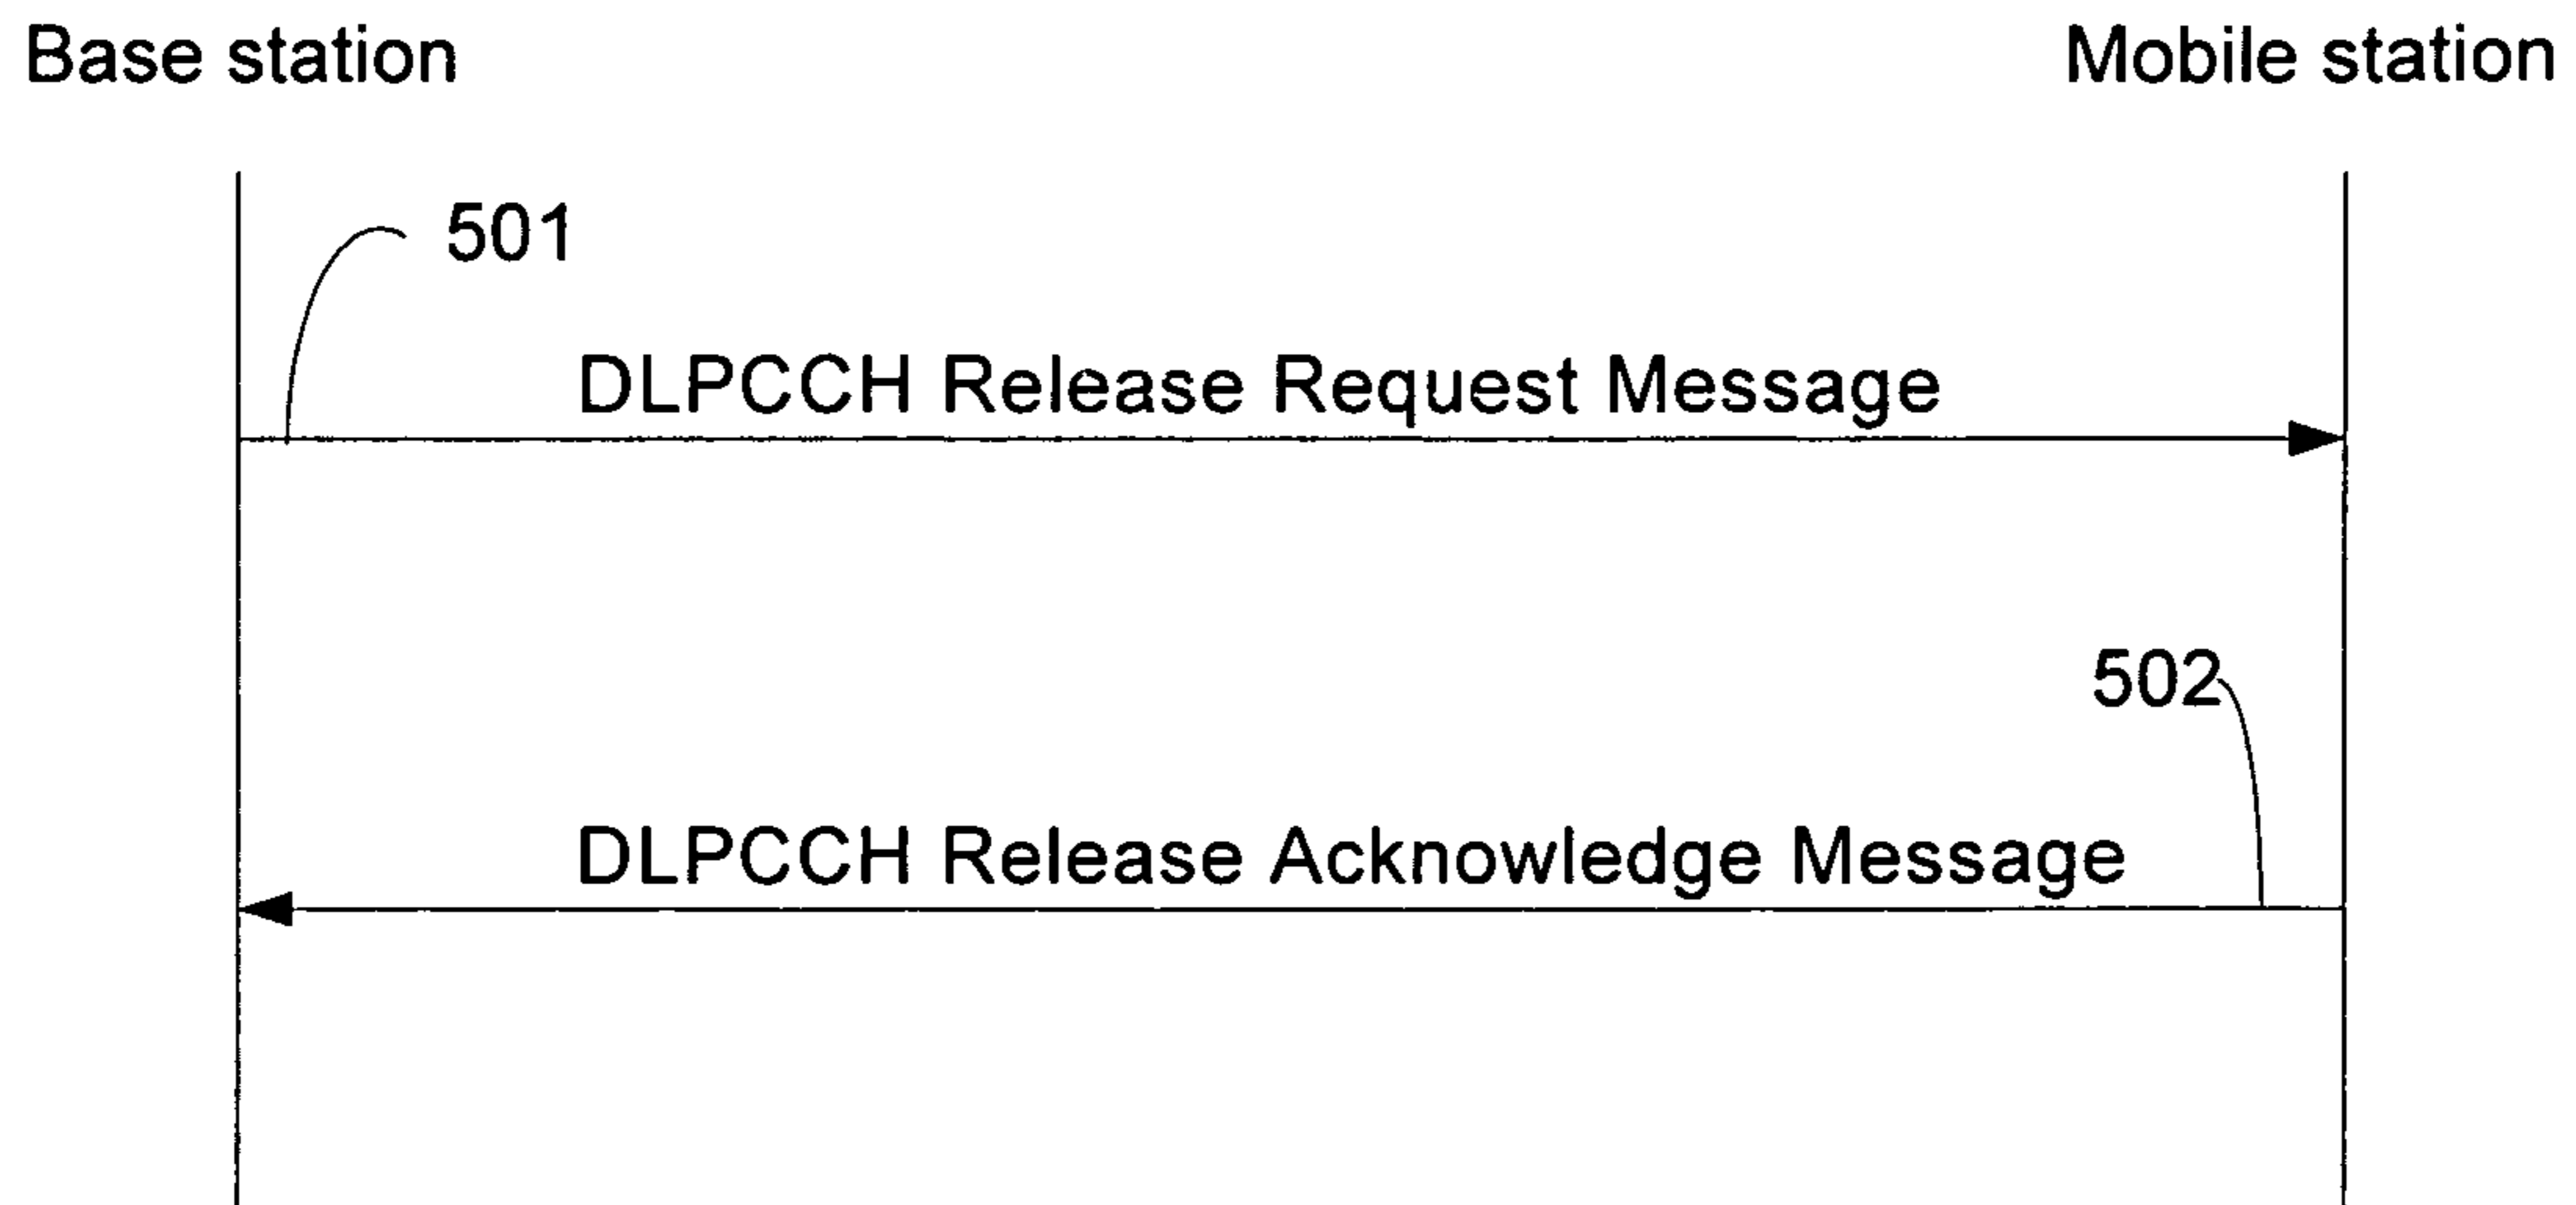 Base station
Mobile station
501
DLPCCH Release Request Message
502
DLPCCH Release Acknowledge Message